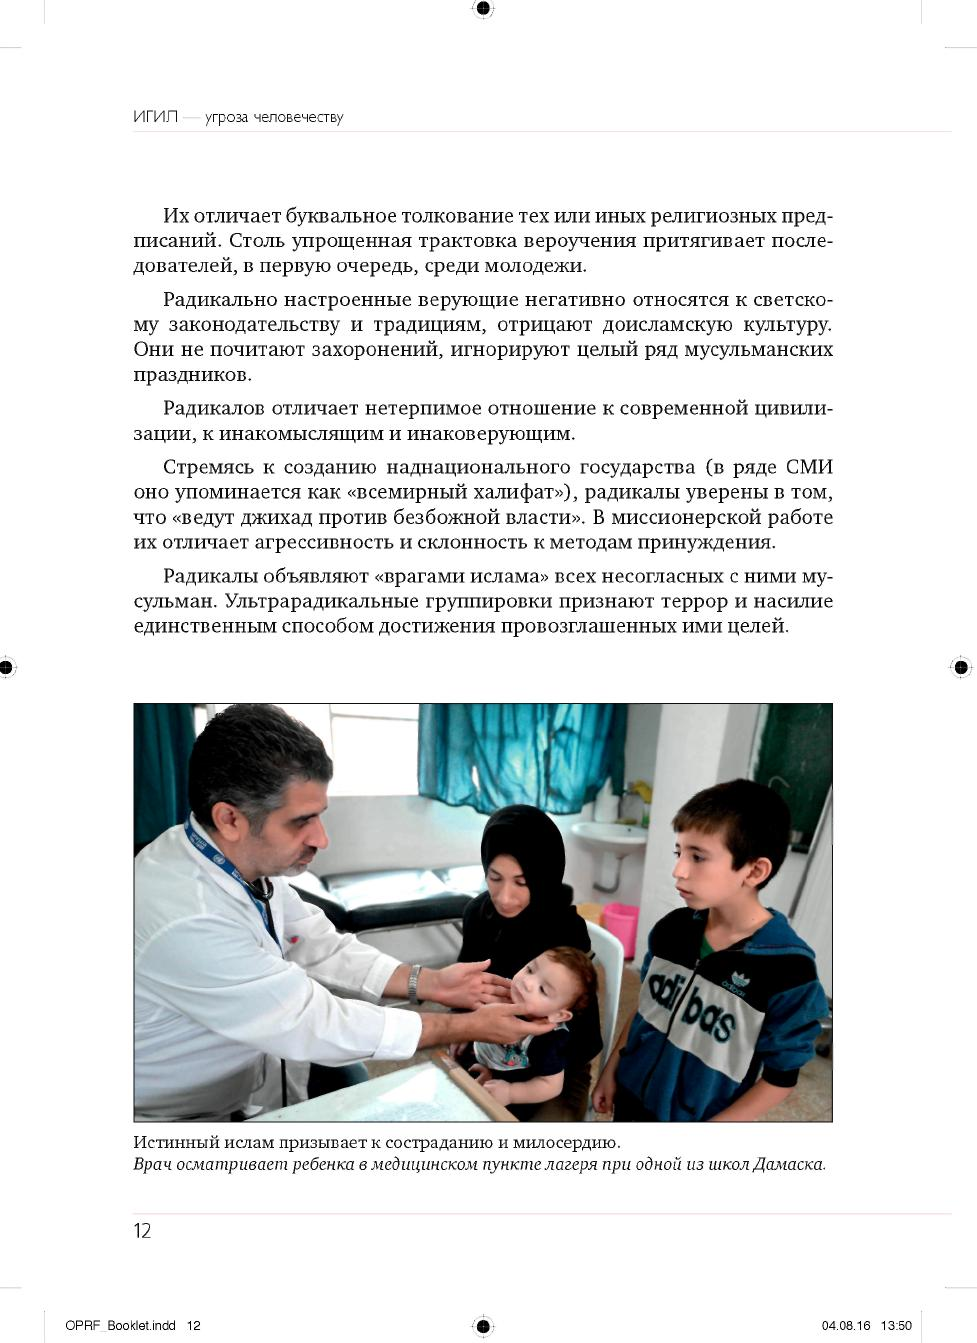 ИГИЛ — угроза человечеству
Их отличает буквальное толкование тех или иных религиозных пред-
писаний. Столь упрощенная трактовка вероучения притягивает после-
дователей, в первую очередь, среди молодежи.
Радикально настроенные верующие негативно относятся к светско-
му законодательству и традициям, отрицают доисламскую культуру.
Они не почитают захоронений, игнорируют целый ряд мусульманских
праздников.
Радикалов отличает нетерпимое отношение к современной цивили-
зации, к инакомыслящим и инаковерующим.
Стремясь к созданию наднационального государства (в ряде СМИ
оно упоминается как «всемирный халифат»), радикалы уверены в том,
что «ведут джихад против безбожной власти». В миссионерской работе
их отличает агрессивность и склонность к методам принуждения.
Радикалы объявляют «врагами ислама» всех несогласных с ними му-
сульман. Ультрарадикальные группировки признают террор и насилие
единственным способом достижения провозглашенных ими целей.
adidas
adibas
Истинный ислам призывает к состраданию и милосердию.
Врач осматривает ребенка в медицинском пункте лагеря при одной из школ Дамаска.
12
OPRF_Booklet.indd 12
04.08.16 13:50